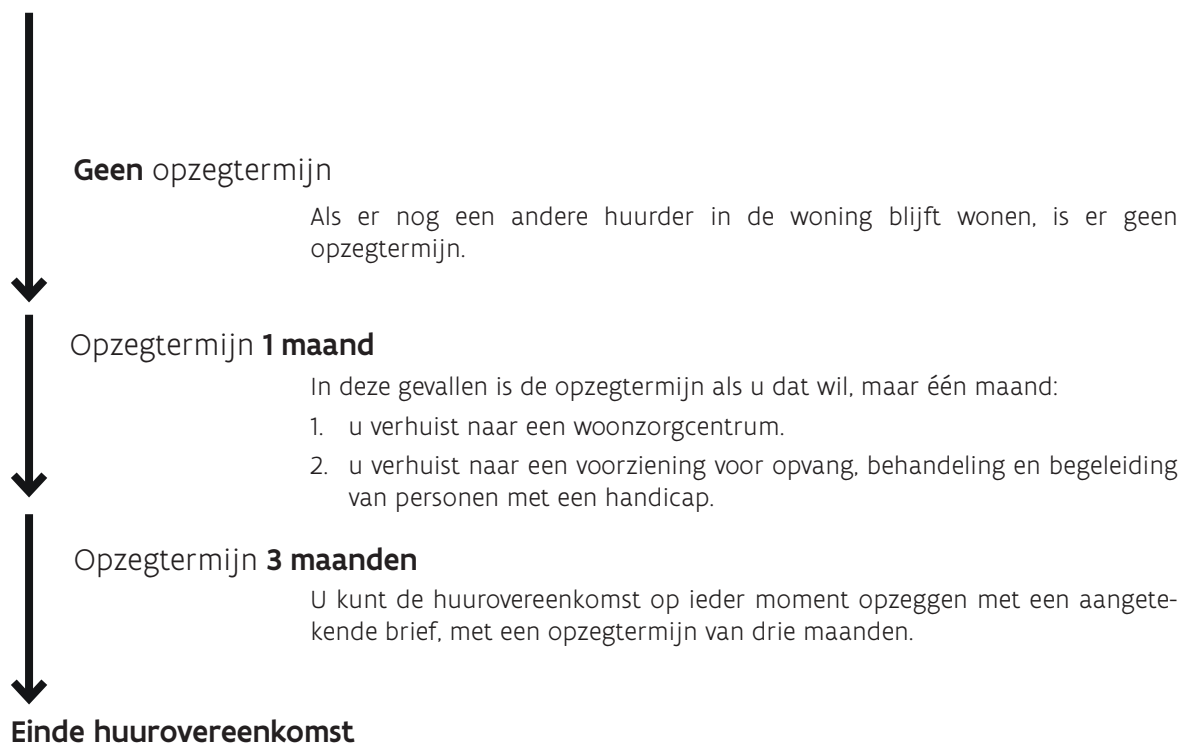 Geen opzegtermijn
Als er nog een andere huurder in de woning blijft wonen, is er geen
opzegtermijn.
Opzegtermijn 1 maand
In deze gevallen is de opzegtermijn als u dat wil, maar één maand:
1. u verhuist naar een woonzorgcentrum.
2. u verhuist naar een voorziening voor opvang, behandeling en begeleiding
van personen met een handicap.
Opzegtermijn 3 maanden
U kunt de huurovereenkomst op ieder moment opzeggen met een aangete-
kende brief, met een opzegtermijn van drie maanden.
Einde huurovereenkomst